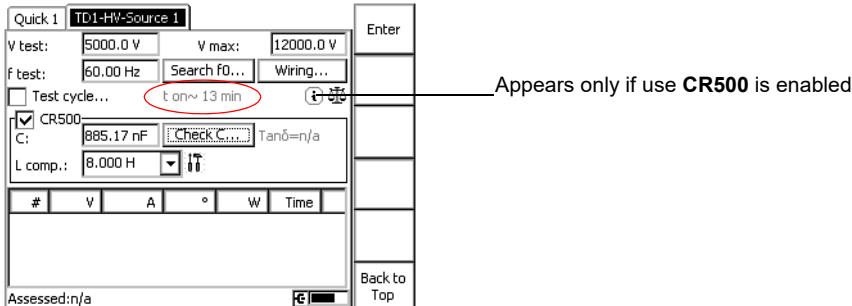 Quick 1 TD1-HV-Source 1
Enter
V test: 5000.0 V V max: 12000.0 V
f test: 60.00 Hz Search f0... Wiring...
Test cycle... t on~ 13 min
Appears only if use CR500 is enabled
CR500
C: 885.17 nF Check C... Tanδ=n/a
L comp.: 8.000 H
# V A ° W Time
Assessed:n/a
Back to
Top